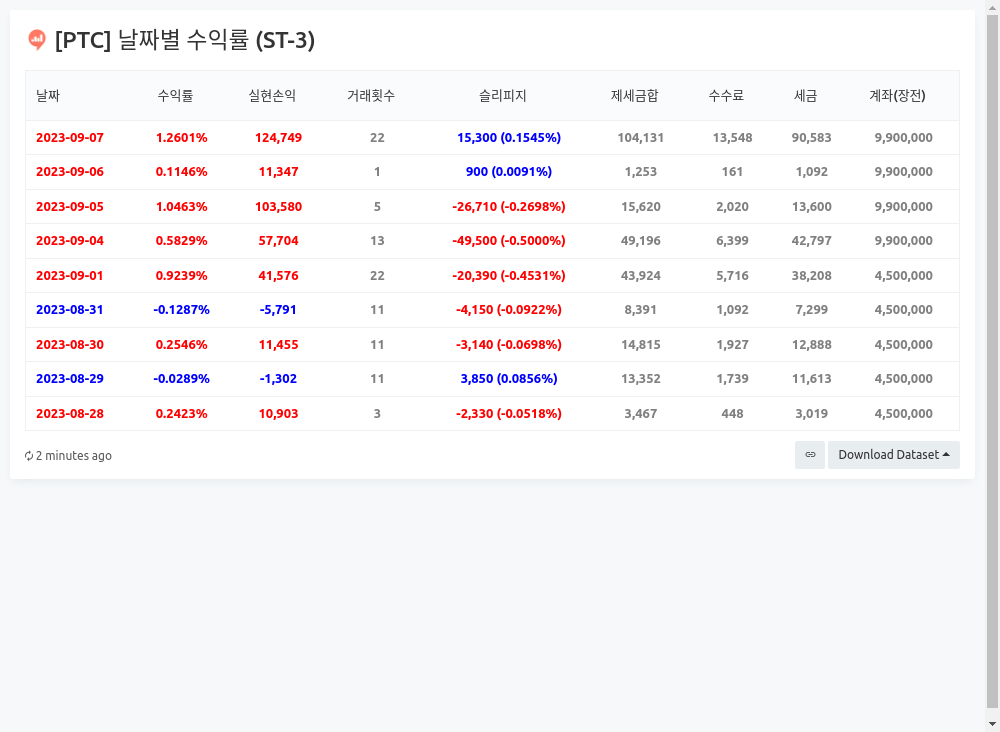 [PTC] 날짜별 수익률 (ST-3)
날짜 수익률 실현손익 거래횟수 슬리피지 제세금합 수수료 세금 계좌(장전)
2023-09-07 1.2601% 124,749 22 15,300 (0.1545%) 104,131 13,548 90,583 9,900,000
2023-09-06 0.1146% 11,347 1 900 (0.0091%) 1,253 161 1,092 9,900,000
2023-09-05 1.0463% 103,580 5 -26,710 (-0.2698%) 15,620 2,020 13,600 9,900,000
2023-09-04 0.5829% 57,704 13 -49,500 (-0.5000%) 49,196 6,399 42,797 9,900,000
2023-09-01 0.9239% 41,576 22 -20,390 (-0.4531%) 43,924 5,716 38,208 4,500,000
2023-08-31 -0.1287% -5,791 11 -4,150 (-0.0922%) 8,391 1,092 7,299 4,500,000
2023-08-30 0.2546% 11,455 11 -3,140 (-0.0698%) 14,815 1,927 12,888 4,500,000
2023-08-29 -0.0289% -1,302 11 3,850 (0.0856%) 13,352 1,739 11,613 4,500,000
2023-08-28 0.2423% 10,903 3 -2,330 (-0.0518%) 3,467 448 3,019 4,500,000
2 minutes ago Download Dataset